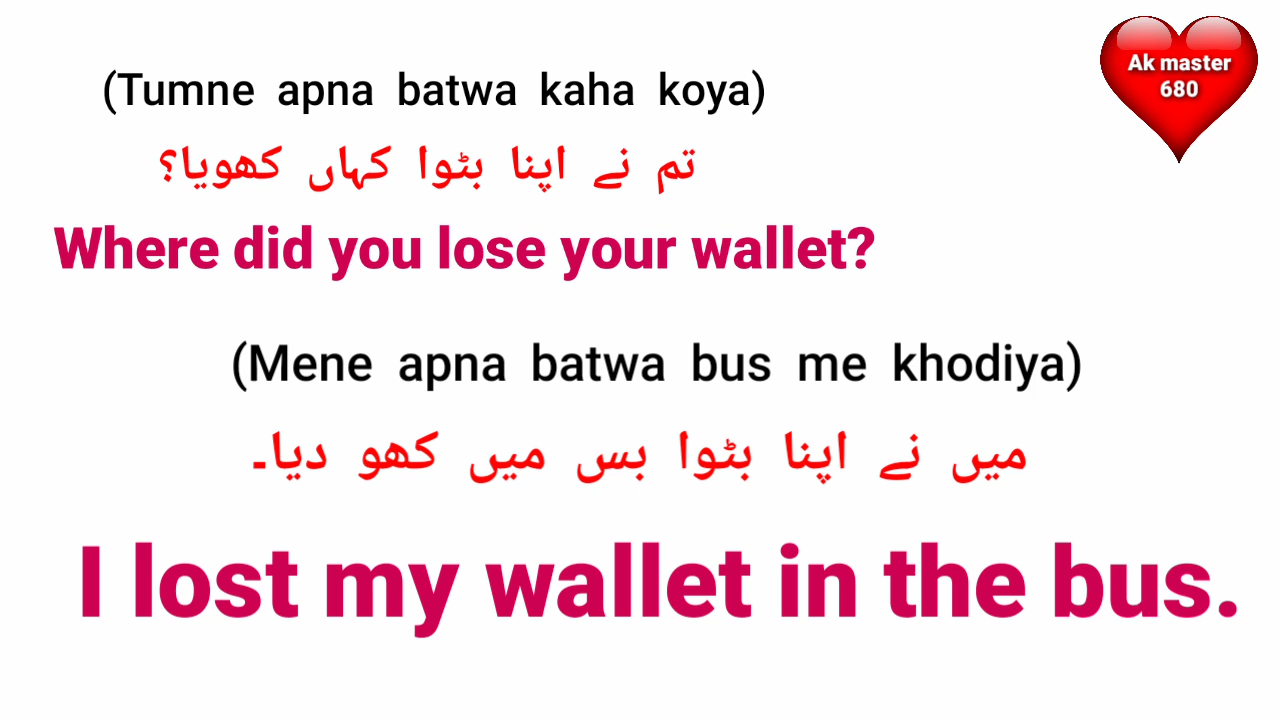 (Tumne apna batwa kaha koya)
Ak master
680
تم نے اپنا بٹوا کہاں کھویا؟
Where did you lose your wallet?
(Mene apna batwa bus me khodiya)
میں نے اپنا بٹوا بس میں کھو دیا۔
I lost my wallet in the bus.